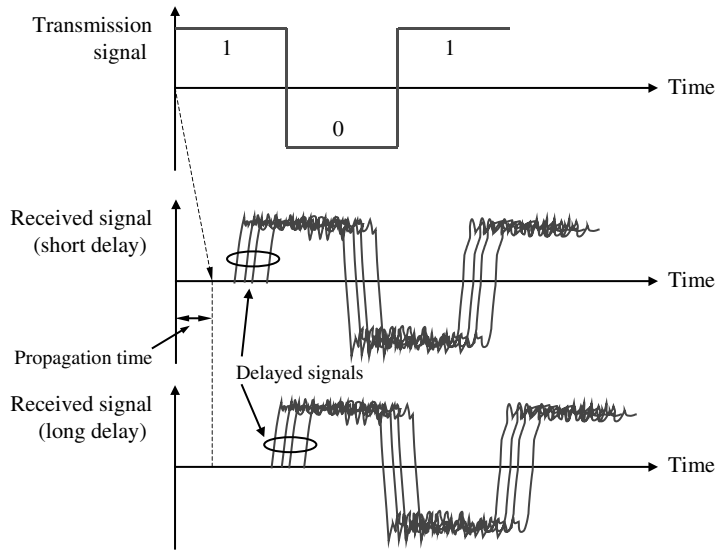 Transmission
signal
1
1
0
Time
Received signal
(short delay)
Time
Propagation time
Delayed signals
Received signal
(long delay)
Time